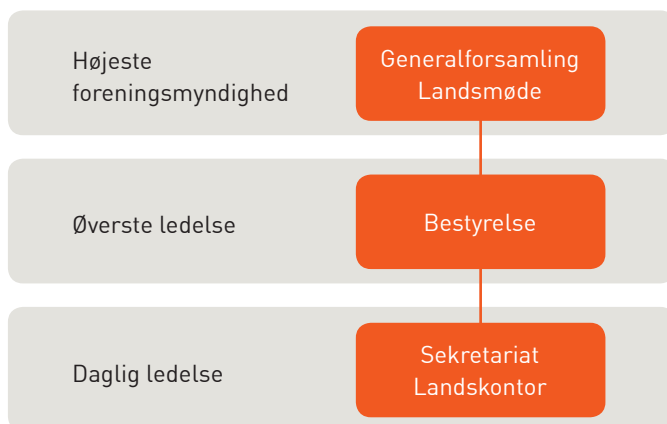 Højeste
foreningsmyndighed
Generalforsamling
Landsmøde
Øverste ledelse
Bestyrelse
Daglig ledelse
Sekretariat
Landskontor